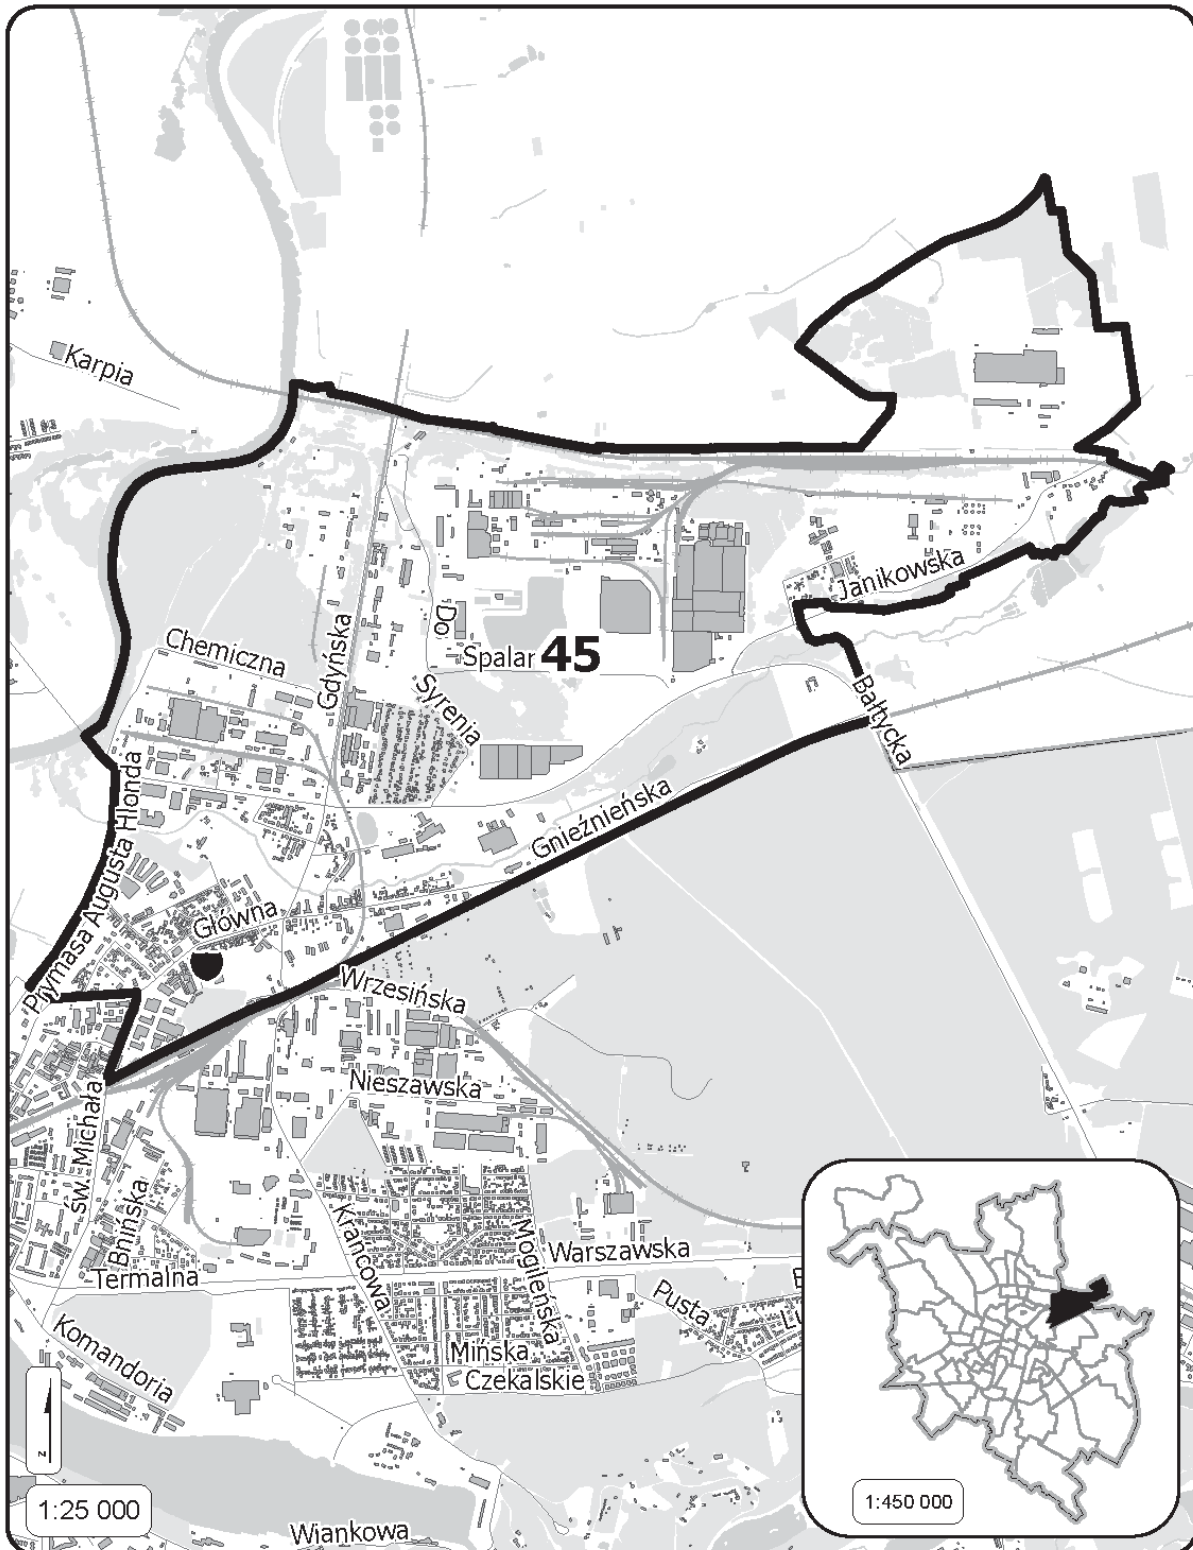 Karpia
Janikowska
Chemiczna
Gdyńska
Do
Spalar
45
Syrenia
Bałtycka
Prymasa Augusta Hlonda
Gnieźnieńska
Główna
Wrzesińska
Nieszawska
św. Michała
Bnińska
Krańcowa
Mogileńska
Warszawska
Termalna
Pusta
Komandoria
Mińska
Czekalskie
N
1:25 000
1:450 000
Wiankowa